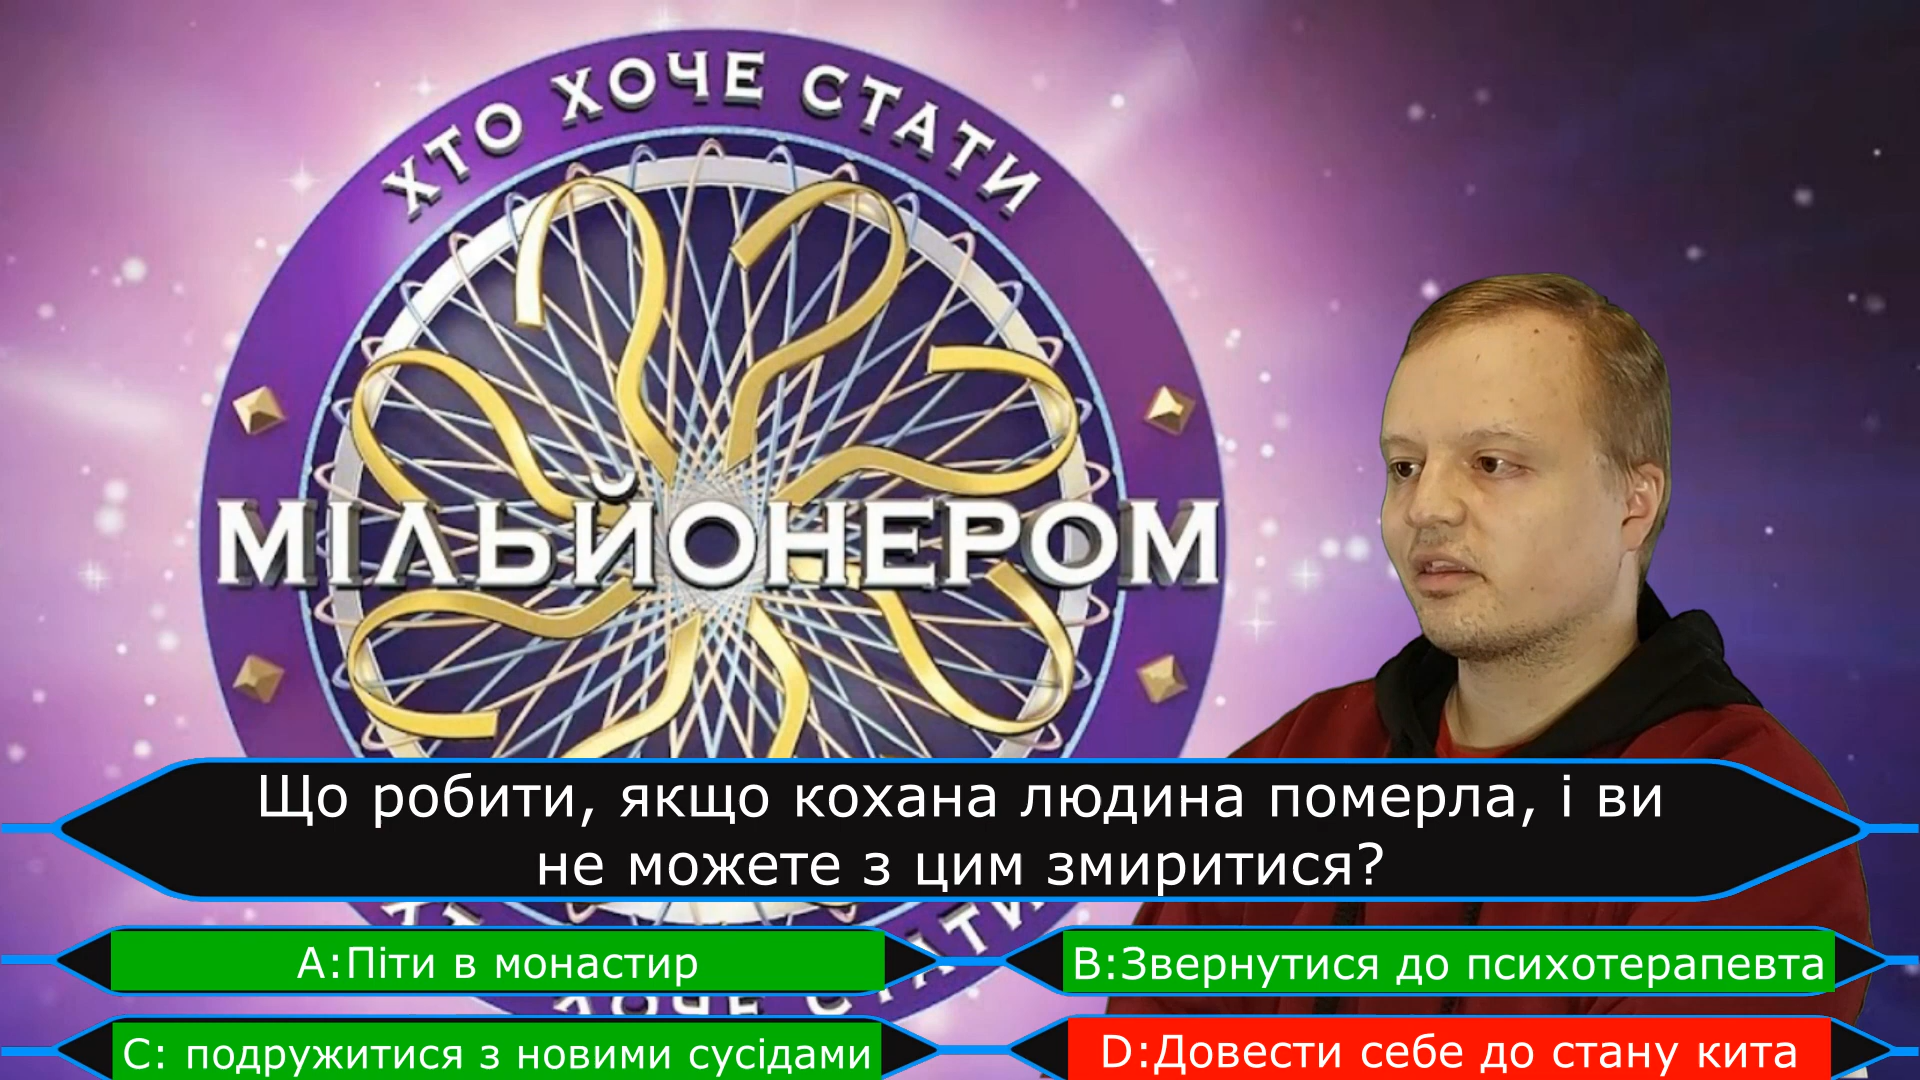 ХТО ХОЧЕ СТАТИ
МІЛЬЙОНЕРОМ
Що робити, якщо кохана людина померла, і ви
не можете з цим змиритися?
A:Піти в монастир
B:Звернутися до психотерапевта
C: подружитися з новими сусідами
D:Довести себе до стану кита